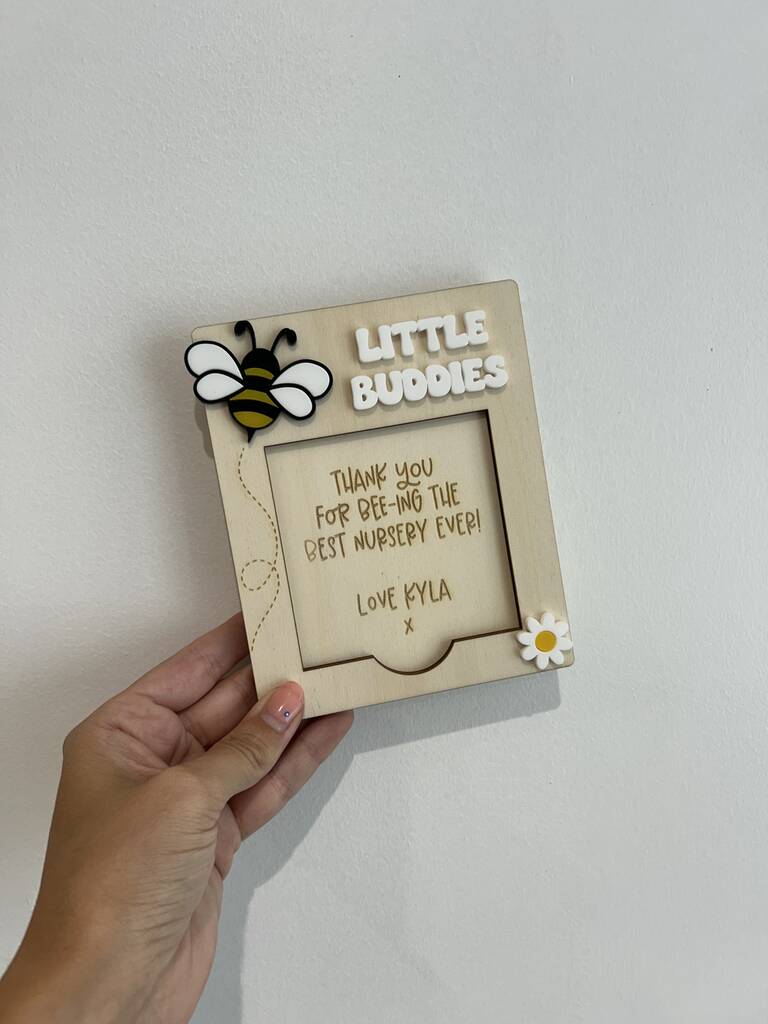 LITTLE
BUDDIES
THANK YOU
FOR BEE-ING THE
BEST NURSERY EVER!
LOVE KYLA
X